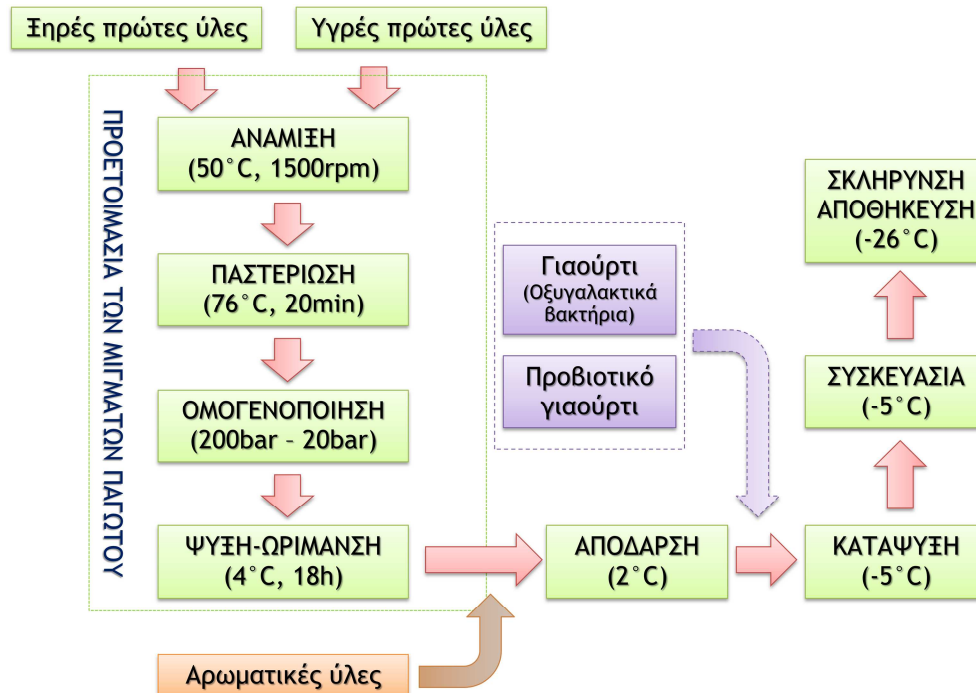 Ξηρές πρώτες ύλες
Υγρές πρώτες ύλες
ΠΡΟΕΤΟΙΜΑΣΙΑ ΤΩΝ ΜΙΓΜΑΤΩΝ ΠΑΓΩΤΟΥ
ΑΝΑΜΙΞΗ
(50°C, 1500rpm)
ΠΑΣΤΕΡΙΩΣΗ
(76°C, 20min)
ΟΜΟΓΕΝΟΠΟΙΗΣΗ
(200bar – 20bar)
ΨΥΞΗ-ΩΡΙΜΑΝΣΗ
(4°C, 18h)
Αρωματικές ύλες
Γιαούρτι
(Οξυγαλακτικά
βακτήρια)
Προβιοτικό
γιαούρτι
ΑΠΟΔΑΡΣΗ
(2°C)
ΚΑΤΑΨΥΞΗ
(-5°C)
ΣΥΣΚΕΥΑΣΙΑ
(-5°C)
ΣΚΛΗΡΥΝΣΗ
ΑΠΟΘΗΚΕΥΣΗ
(-26°C)